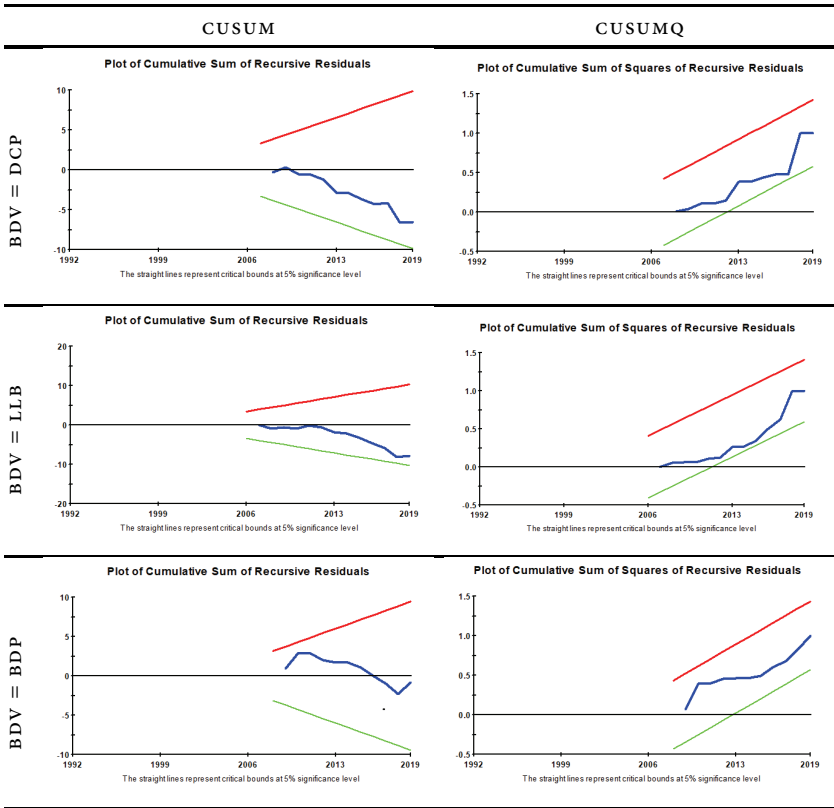 CUSUM
CUSUMQ
BDV = DCP
Plot of Cumulative Sum of Recursive Residuals
10
5
0
-5
-10
1992 1999 2006 2013 2019
The straight lines represent critical bounds at 5% significance level
Plot of Cumulative Sum of Squares of Recursive Residuals
1.5
1.0
0.5
0.0
-0.5
1992 1999 2006 2013 2019
The straight lines represent critical bounds at 5% significance level
BDV = LLB
Plot of Cumulative Sum of Recursive Residuals
20
10
0
-10
-20
1992 1999 2006 2013 2019
The straight lines represent critical bounds at 5% significance level
Plot of Cumulative Sum of Squares of Recursive Residuals
1.5
1.0
0.5
0.0
-0.5
1992 1999 2006 2013 2019
The straight lines represent critical bounds at 5% significance level
BDV = BDP
Plot of Cumulative Sum of Recursive Residuals
10
5
0
-5
-10
1992 1999 2006 2013 2019
The straight lines represent critical bounds at 5% significance level
Plot of Cumulative Sum of Squares of Recursive Residuals
1.5
1.0
0.5
0.0
-0.5
1992 1999 2006 2013 2019
The straight lines represent critical bounds at 5% significance level